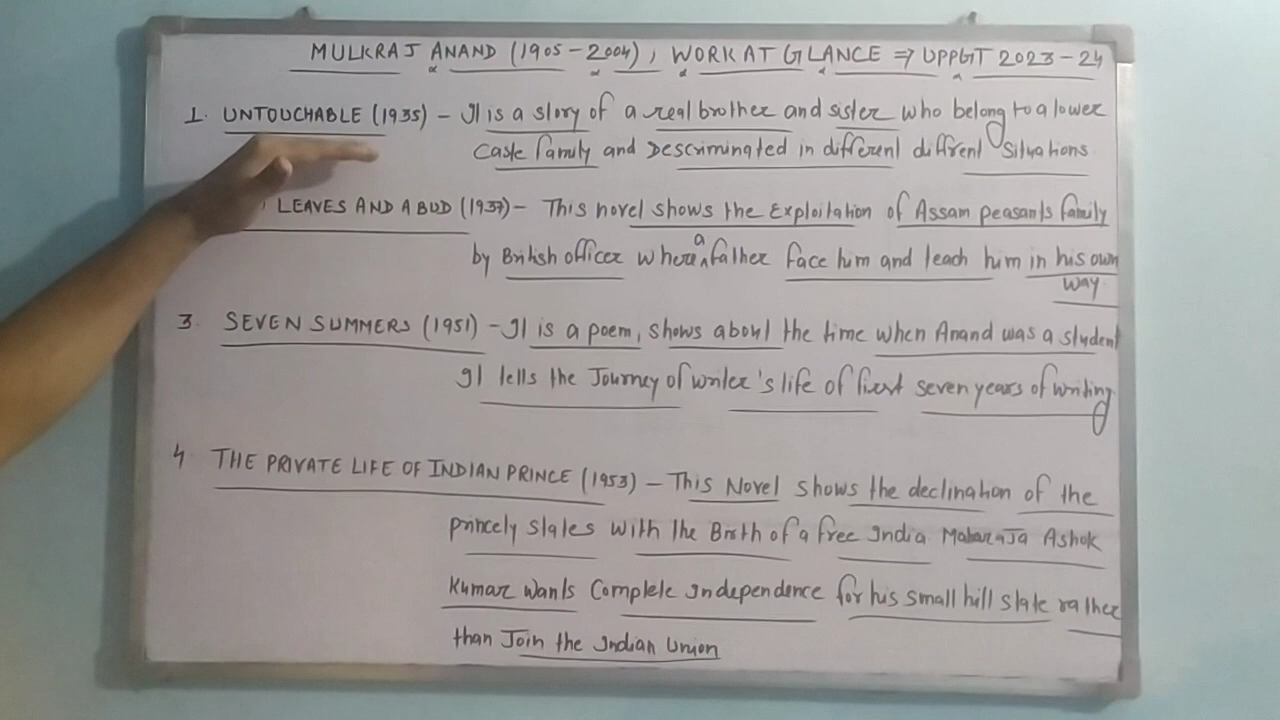 MULKRAJ ANAND (1905-2004), WORK AT GLANCE ⇒ UPPGT 2023-24
1. UNTOUCHABLE (1935) - It is a story of a real brother and sister who belong to a lower
caste family and Descriminated in different different Situations
LEAVES AND A BUD (1937) - This novel shows the Exploitation of Assam peasants family
by British officer where a father face him and teach him in his own
way
3. SEVEN SUMMERS (1951) - It is a poem, shows about the time when Anand was a student
It tells the Journey of writer's life of first seven years of writing
4 THE PRIVATE LIFE OF INDIAN PRINCE (1953) - This Novel shows the declination of the
princely states with the Birth of a free India Maharaja Ashok
Kumar wants Complete Independence for his small hill state rather
than Join the Indian Union